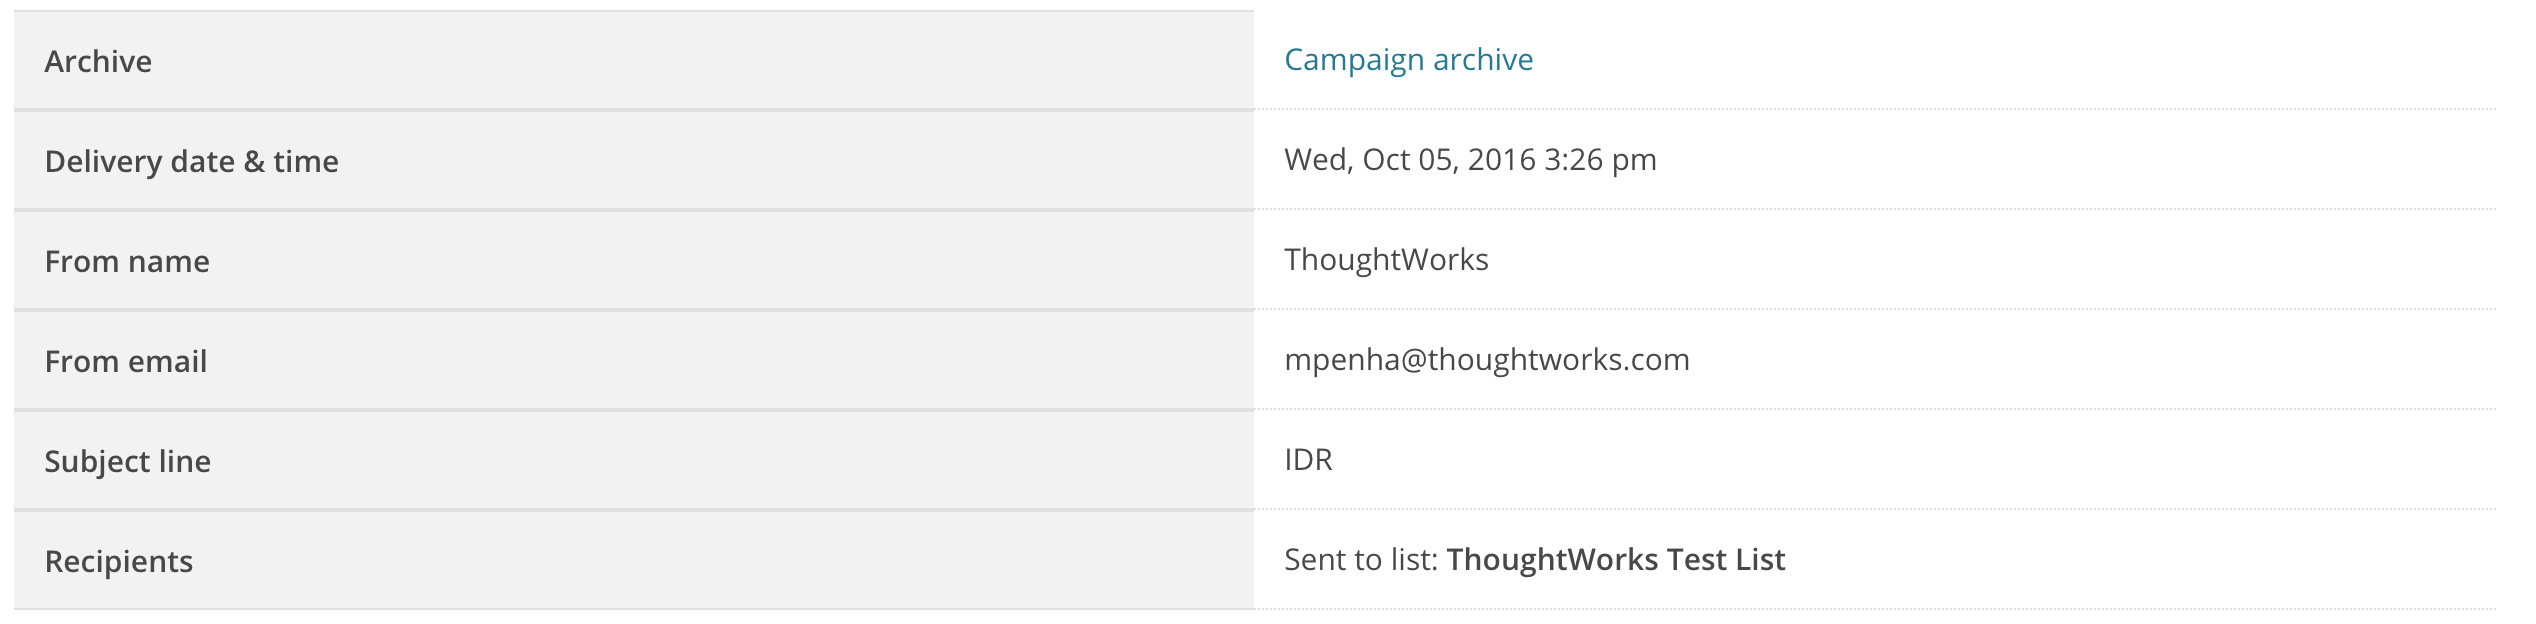 Archive Campaign archive
Delivery date & time Wed, Oct 05, 2016 3:26 pm
From name ThoughtWorks
From email mpenha@thoughtworks.com
Subject line IDR
Recipients Sent to list: ThoughtWorks Test List